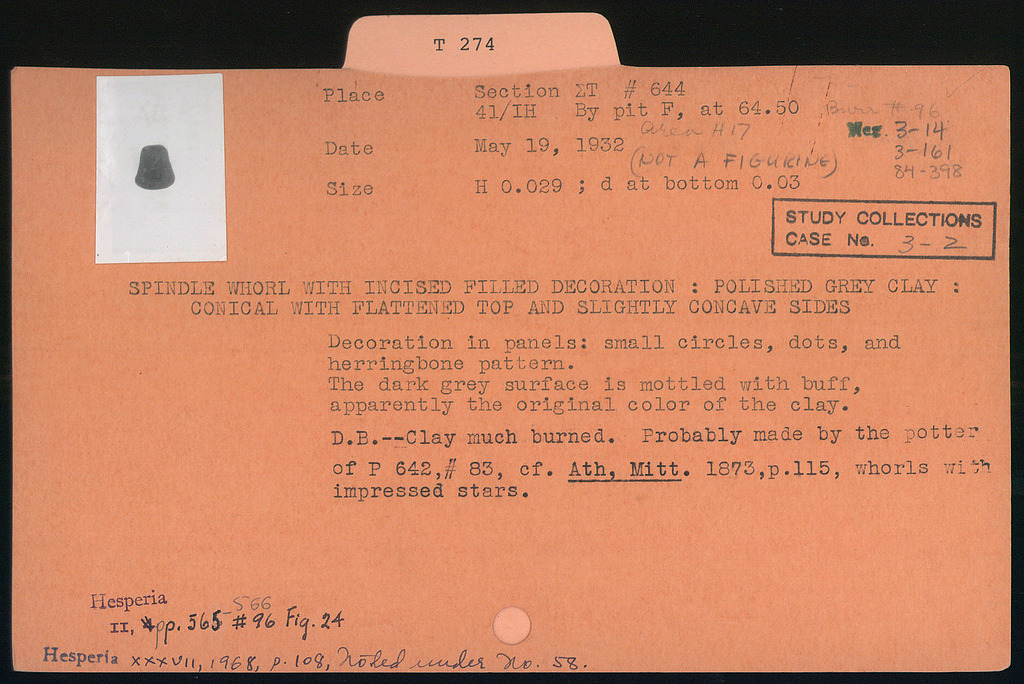 T 274
Place Section ΣT # 644
41/IH By pit F, at 64.50 Burr # 96
Area H17
Neg. 3-14
Date May 19, 1932
(NOT A FIGURINE)
3-161
84-398
Size H 0.029 ; d at bottom 0.03
STUDY COLLECTIONS
CASE No. 3-2
SPINDLE WHORL WITH INCISED FILLED DECORATION : POLISHED GREY CLAY :
CONICAL WITH FLATTENED TOP AND SLIGHTLY CONCAVE SIDES
Decoration in panels: small circles, dots, and
herringbone pattern.
The dark grey surface is mottled with buff,
apparently the original color of the clay.
D.B.--Clay much burned. Probably made by the potter
of P 642,# 83, cf. Ath, Mitt. 1873,p.115, whorls with
impressed stars.
Hesperia 566
II, pp. 565 #96 Fig. 24
Hesperia XXXVII, 1968, p. 108, Noted under No. 58.